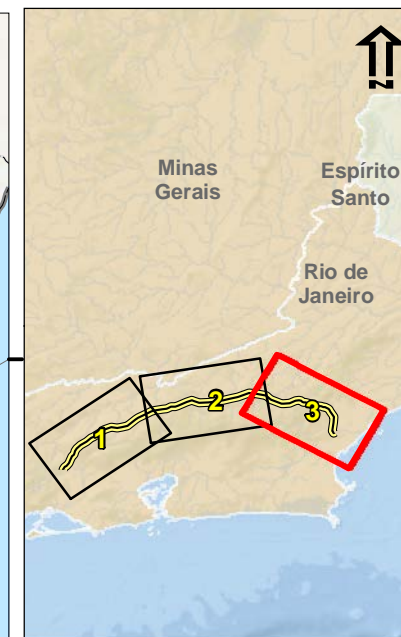 N
Minas
Gerais
Espírito
Santo
Rio de
Janeiro
1
2
3